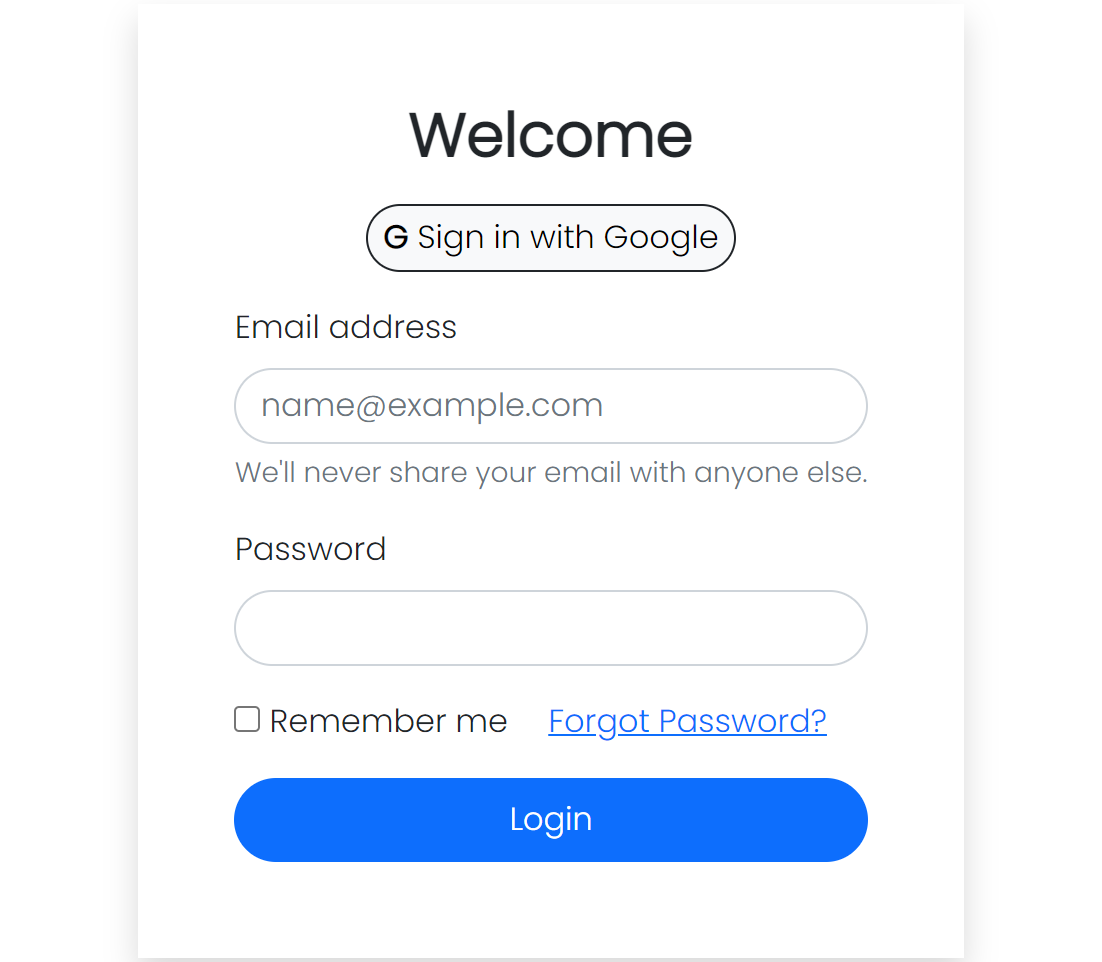 Welcome
G Sign in with Google
Email address
name@example.com
We'll never share your email with anyone else.
Password
Remember me Forgot Password?
Login